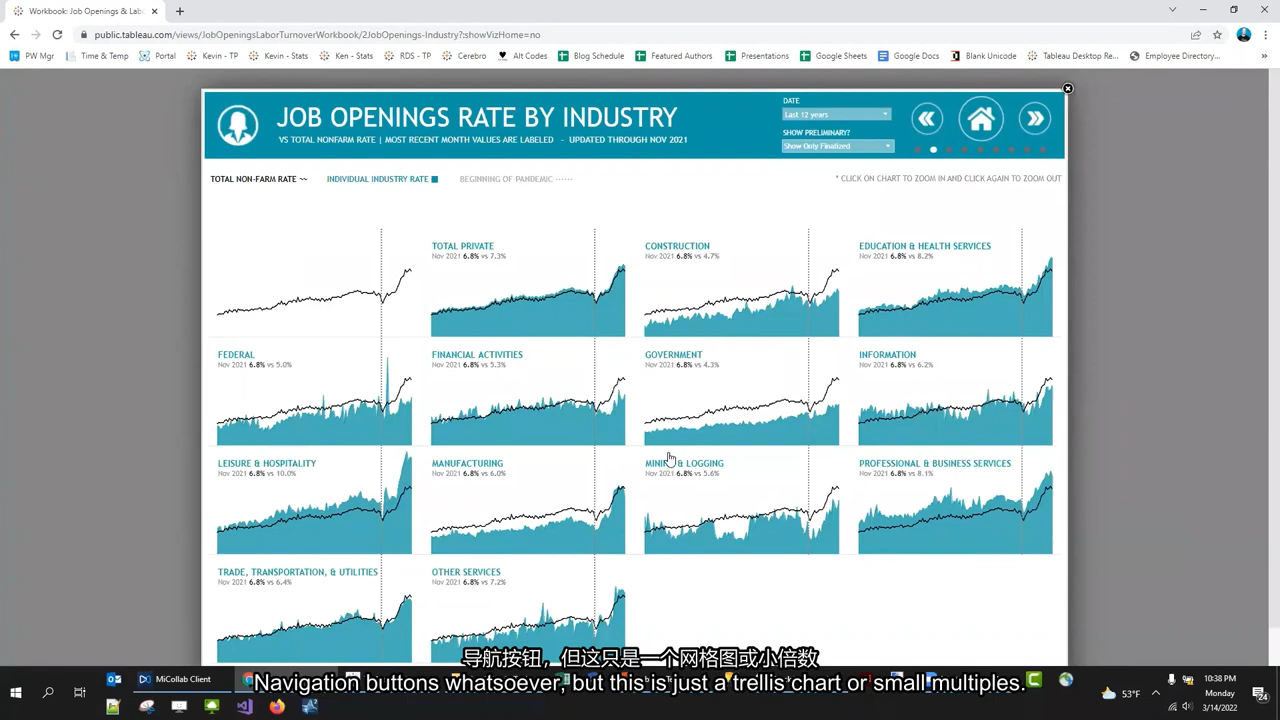 Workbook: Job Openings & Labo
public.tableau.com/views/JobOpeningsLaborTurnoverWorkbook/2JobOpenings-Industry?:showVizHome=no
PW Mgr
Time & Temp
Portal
Kevin - TP
Kevin - Stats
Ken - Stats
RDS - TP
Cerebro
Alt Codes
Blog Schedule
Featured Authors
Presentations
Google Sheets
Google Docs
Blank Unicode
Tableau Desktop Re...
Employee Directory...
JOB OPENINGS RATE BY INDUSTRY
VS TOTAL NONFARM RATE | MOST RECENT MONTH VALUES ARE LABELED - UPDATED THROUGH NOV 2021
DATE
Last 12 years
SHOW PRELIMINARY?
Show Only Finalized
TOTAL NON-FARM RATE ~
INDIVIDUAL INDUSTRY RATE ■
BEGINNING OF PANDEMIC ······
* CLICK ON CHART TO ZOOM IN AND CLICK AGAIN TO ZOOM OUT
TOTAL PRIVATE
Nov 2021 6.8% vs 7.3%
CONSTRUCTION
Nov 2021 6.8% vs 4.7%
EDUCATION & HEALTH SERVICES
Nov 2021 6.8% vs 8.2%
FEDERAL
Nov 2021 6.8% vs 5.0%
FINANCIAL ACTIVITIES
Nov 2021 6.8% vs 5.3%
GOVERNMENT
Nov 2021 6.8% vs 4.3%
INFORMATION
Nov 2021 6.8% vs 6.2%
LEISURE & HOSPITALITY
Nov 2021 6.8% vs 10.0%
MANUFACTURING
Nov 2021 6.8% vs 6.0%
MINING & LOGGING
Nov 2021 6.8% vs 5.6%
PROFESSIONAL & BUSINESS SERVICES
Nov 2021 6.8% vs 8.1%
TRADE, TRANSPORTATION, & UTILITIES
Nov 2021 6.8% vs 6.4%
OTHER SERVICES
Nov 2021 6.8% vs 7.2%
导航按钮，但这只是一个网格图或小倍数
Navigation buttons whatsoever, but this is just a trellis chart or small multiples.
MiCollab Client
53°F
10:38 PM
Monday
3/14/2022
24